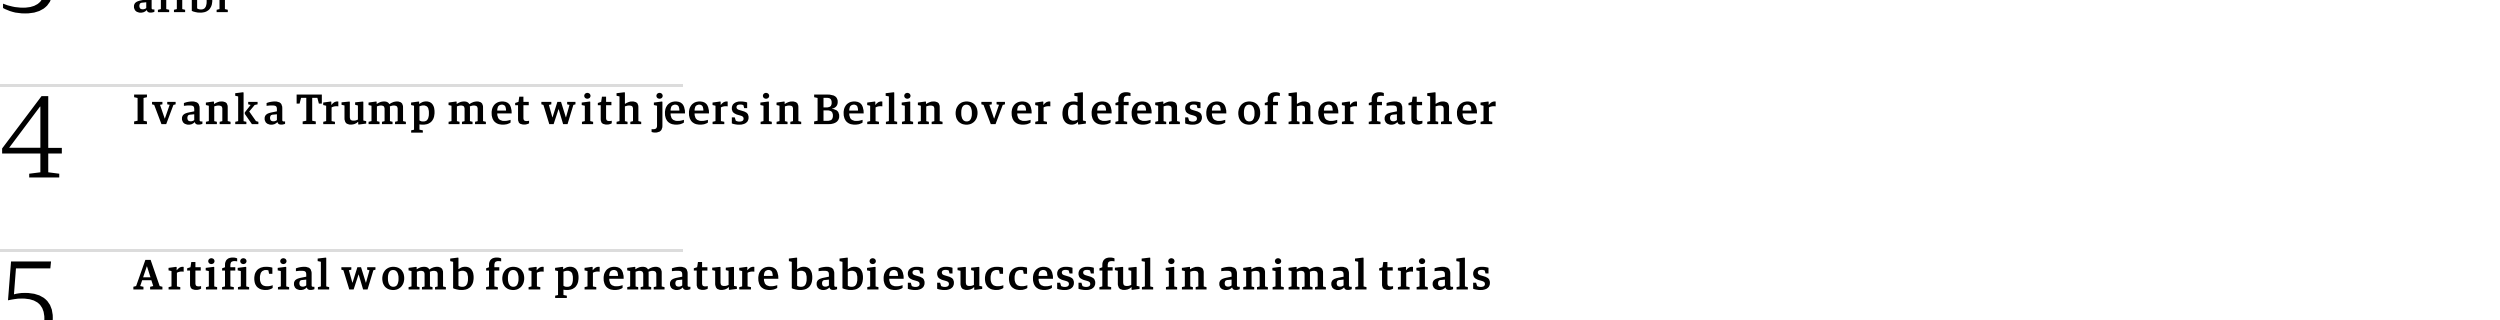 4
Ivanka Trump met with jeers in Berlin over defense of her father
5
Artificial womb for premature babies successful in animal trials